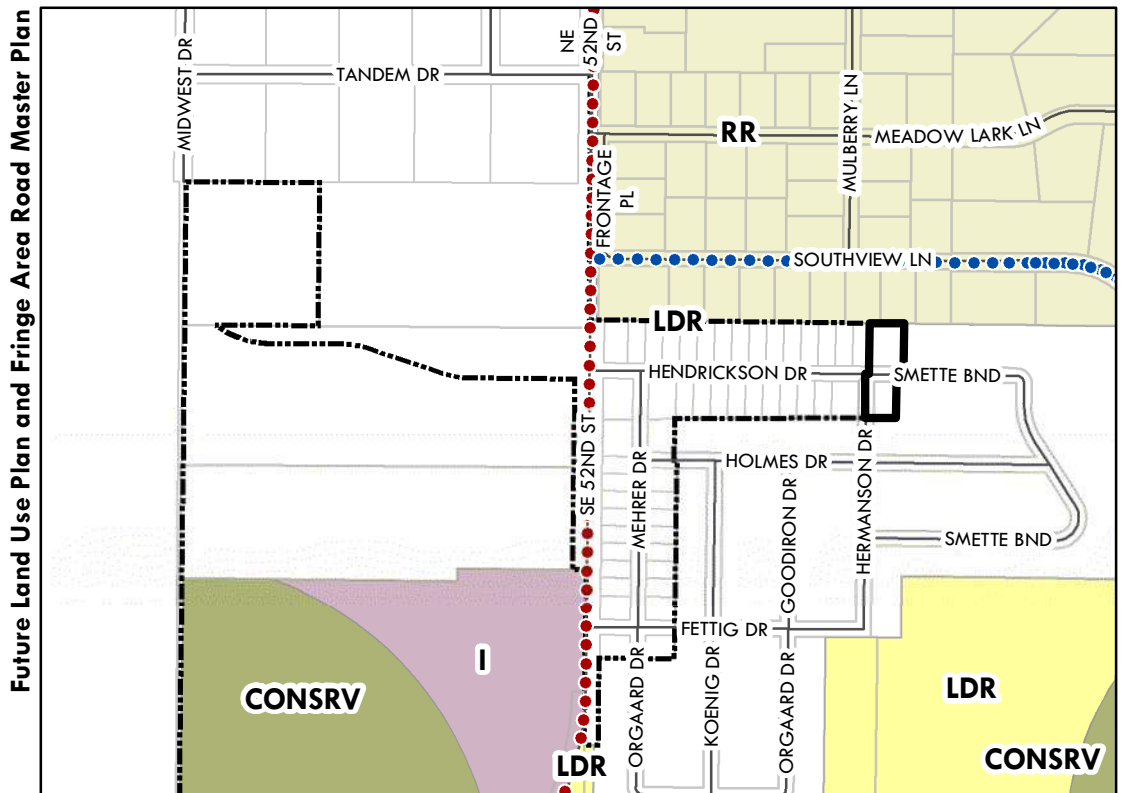 Future Land Use Plan and Fringe Area Road Master Plan
MIDWEST DR
TANDEM DR
NE 52ND ST
RR
MULBERRY LN
MEADOW LARK LN
FRONTAGE PL
SOUTHVIEW LN
LDR
HENDRICKSON DR
SMETTE BND
SE 52ND ST
MEHRER DR
HOLMES DR
GOODIRON DR
HERMANSON DR
SMETTE BND
FETTIG DR
I
CONSRV
ORGAARD DR
KOENIG DR
ORGAARD DR
LDR
LDR
CONSRV